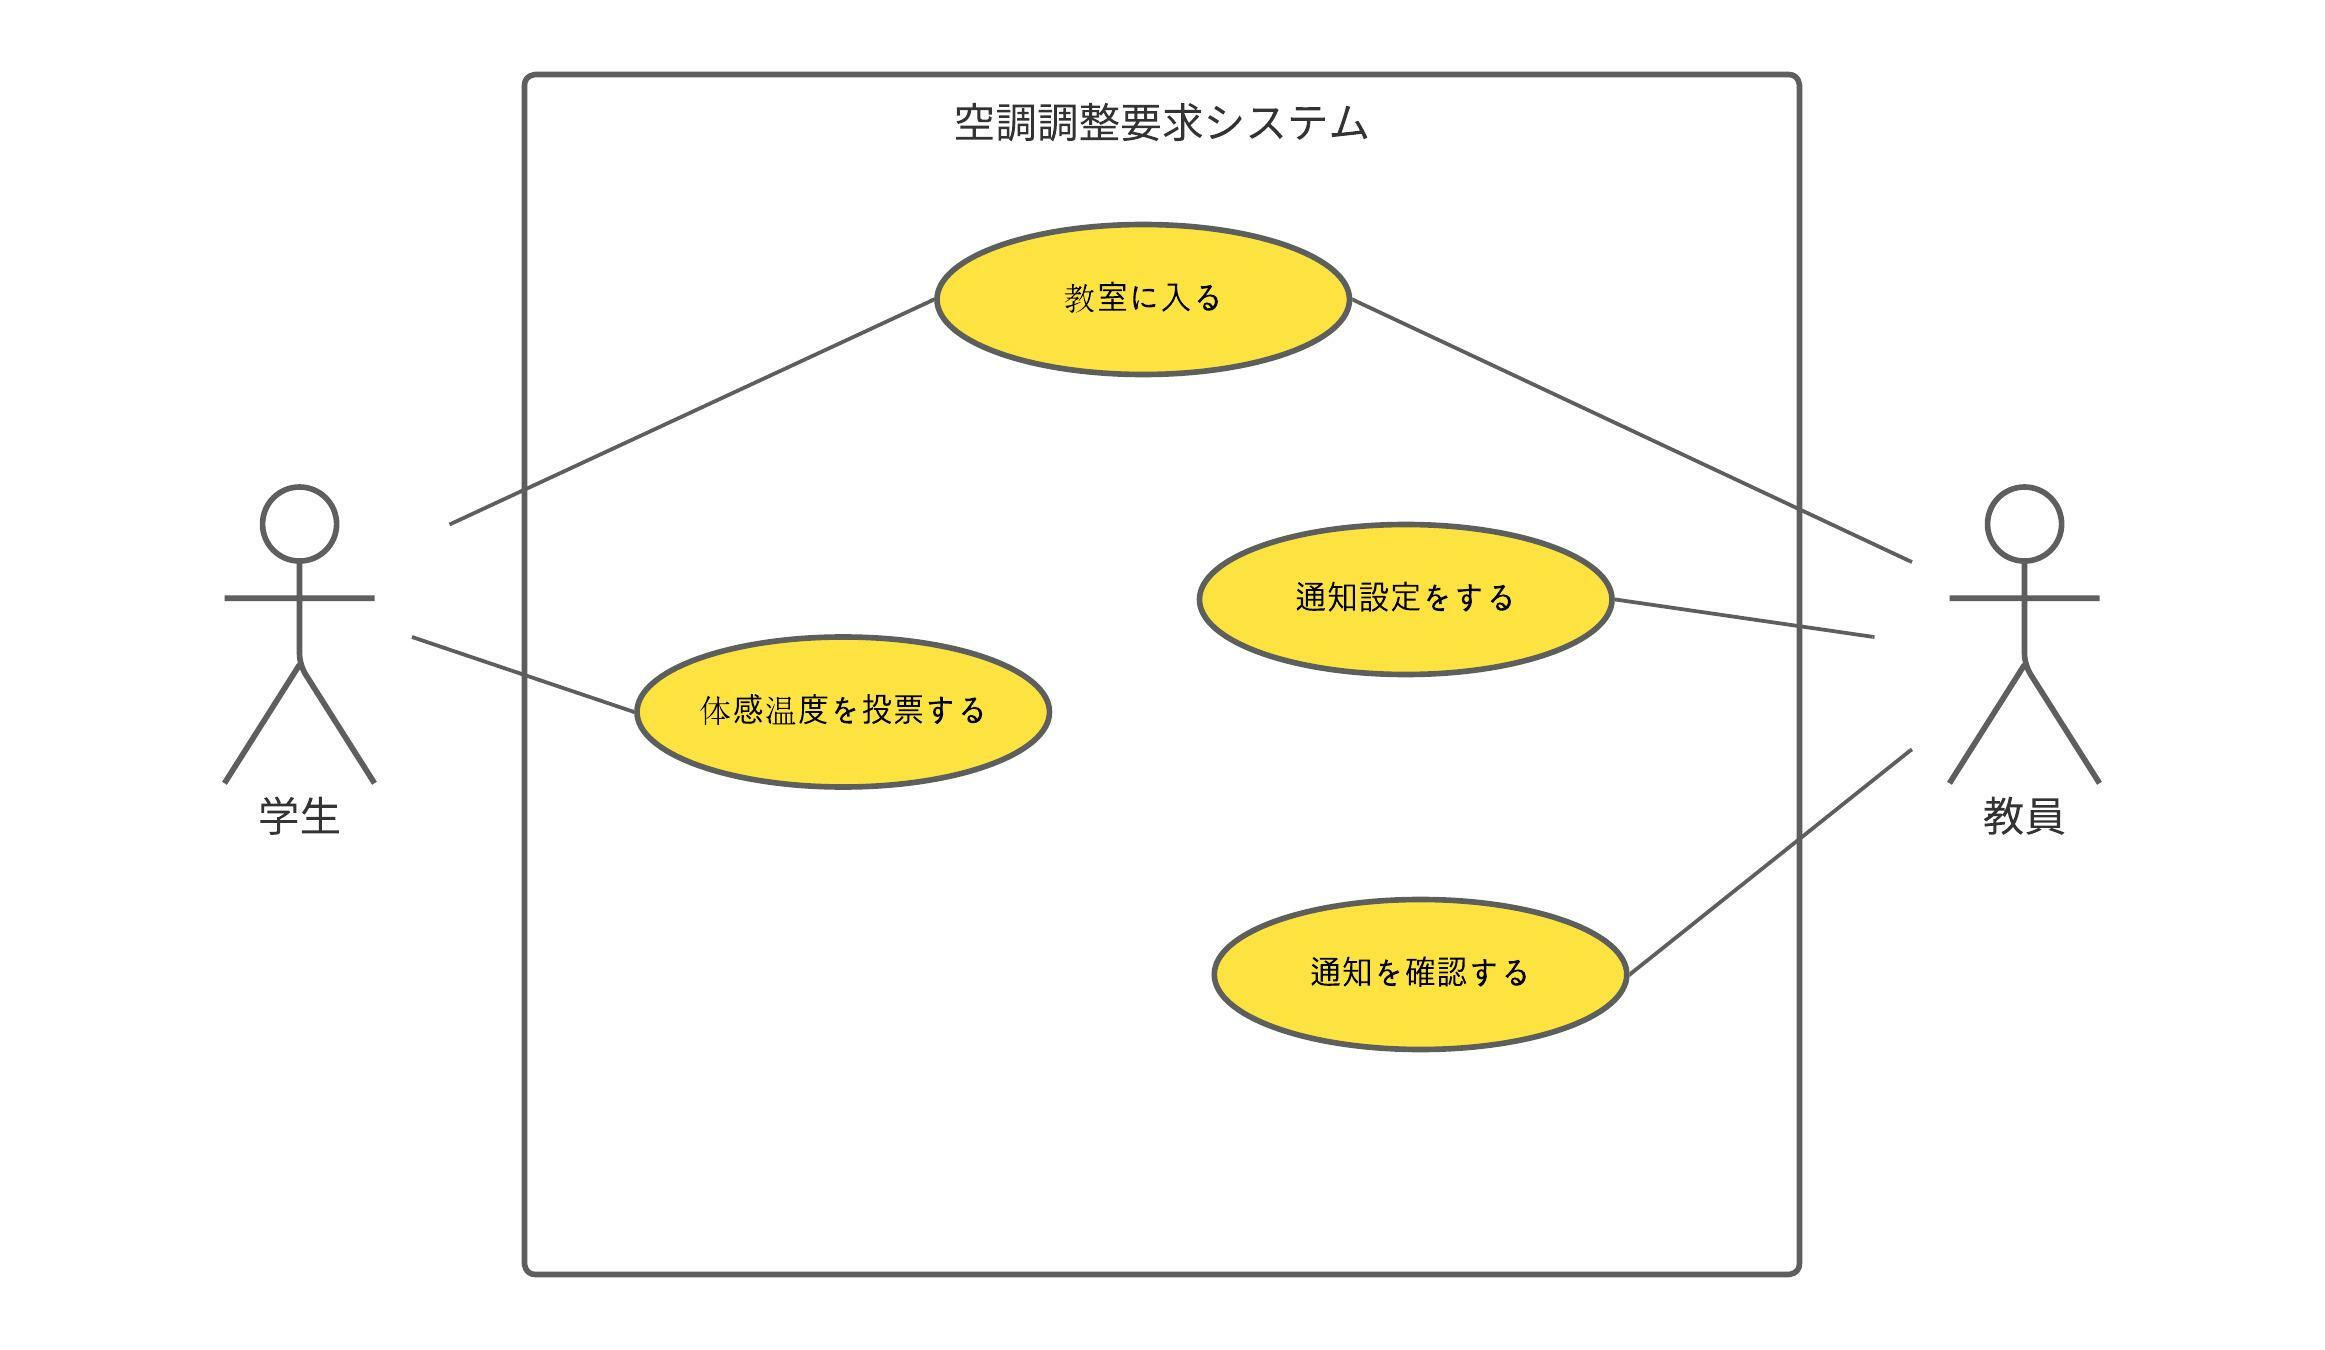 空調調整要求システム
教室に入る
通知設定をする
体感温度を投票する
学生
教員
通知を確認する